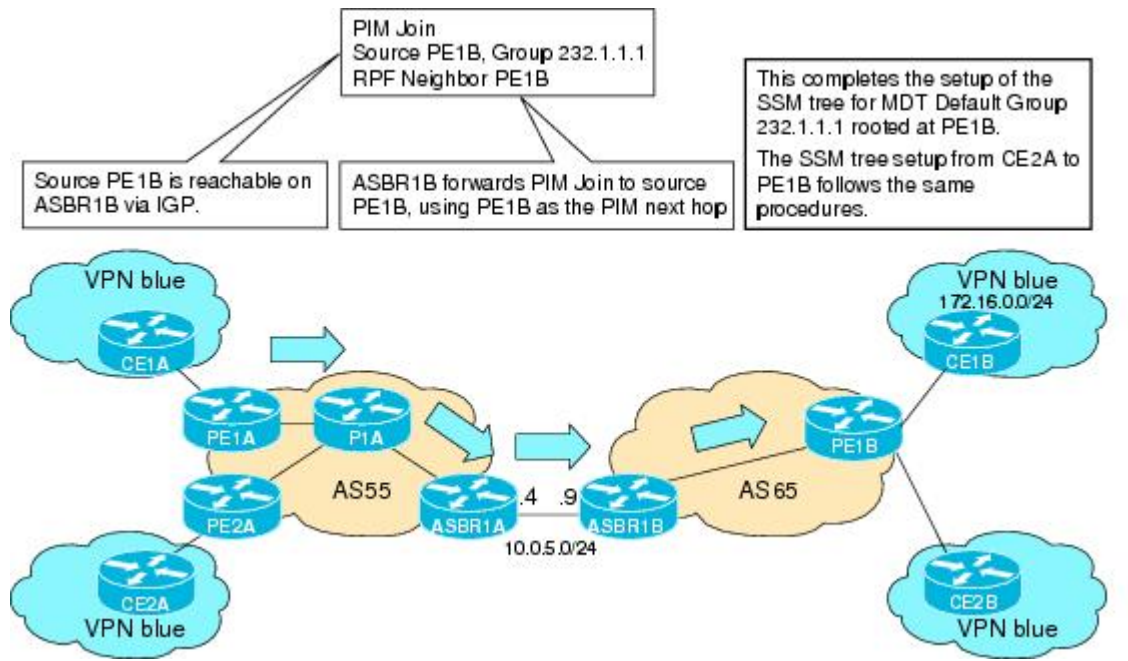 PIM Join
Source PE1B, Group 232.1.1.1
RPF Neighbor PE1B
This completes the setup of the
SSM tree for MDT Default Group
232.1.1.1 rooted at PE1B.
The SSM tree setup from CE2A to
PE1B follows the same
procedures.
Source PE1B is reachable on
ASBR1B via IGP.
ASBR1B forwards PIM Join to source
PE1B, using PE1B as the PIM next hop
VPN blue
CE1A
VPN blue
172.16.0.0/24
CE1B
PE1A
P1A
PE1B
AS55
AS65
PE2A
ASBR1A
.4
.9
ASBR1B
10.0.5.0/24
CE2A
VPN blue
CE2B
VPN blue